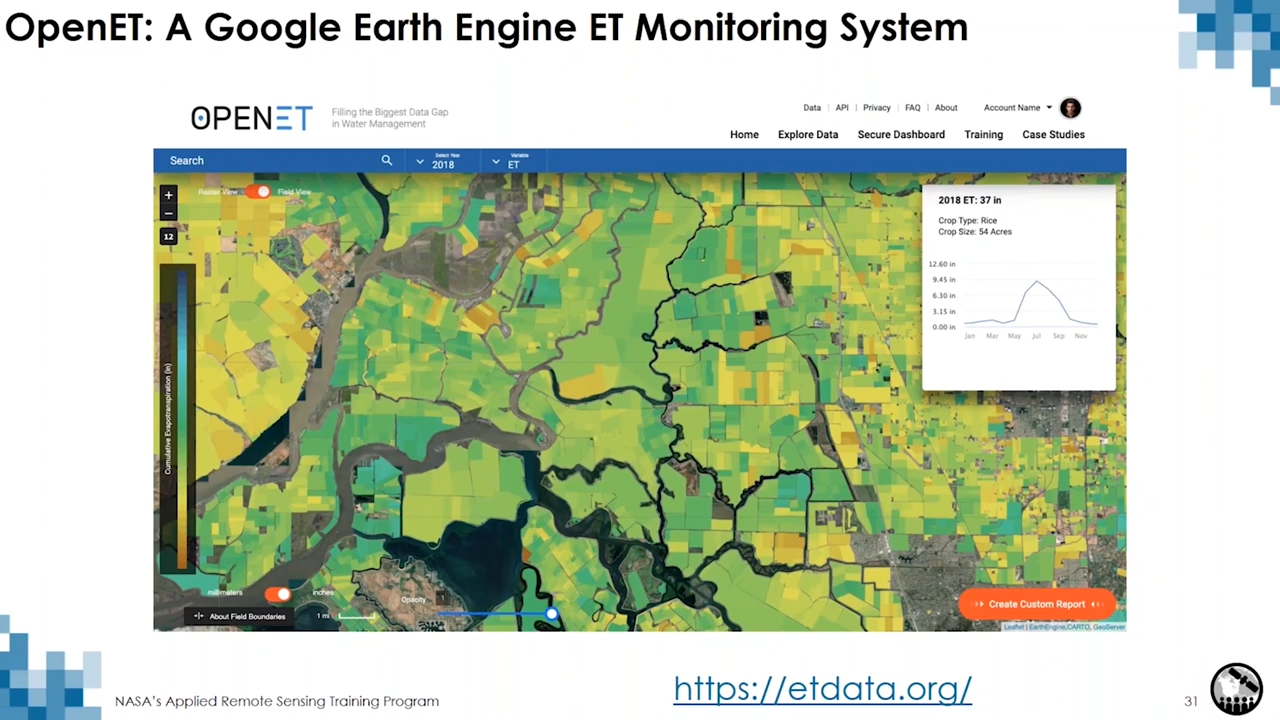 OpenET: A Google Earth Engine ET Monitoring System
OPENET
Filling the Biggest Data Gap
in Water Management
Data | API | Privacy | FAQ | About
Account Name
Home Explore Data Secure Dashboard Training Case Studies
Search
Select Year
2018
Variable
ET
+
−
Raster View
Field View
12
Cumulative Evapotranspiration (in)
2018 ET: 37 in
Crop Type: Rice
Crop Size: 54 Acres
12.60 in
9.45 in
6.30 in
3.15 in
0.00 in
Jan Mar May Jul Sep Nov
millimeters
inches
Opacity
1
About Field Boundaries
1 mi
Create Custom Report
Leaflet | EarthEngine,CARTO, GeoServer
https://etdata.org/
NASA's Applied Remote Sensing Training Program
31